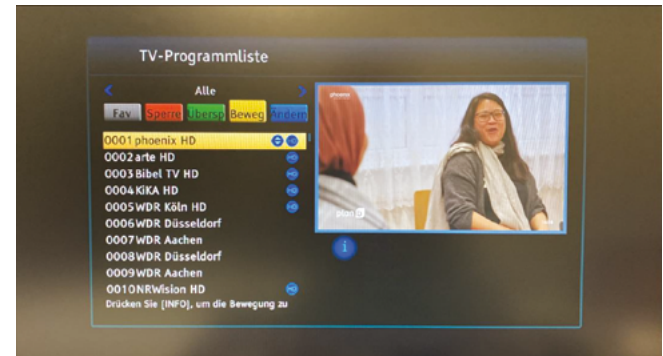 TV-Programmliste
Alle
Fav Sperre Übersp Beweg Ändern
0001 phoenix HD
0002 arte HD
0003 Bibel TV HD
0004 KiKA HD
0005 WDR Köln HD
0006 WDR Düsseldorf
0007 WDR Aachen
0008 WDR Düsseldorf
0009 WDR Aachen
0010 NRWision HD
Drücken Sie [INFO], um die Bewegung zu
phoenix
plan b
i